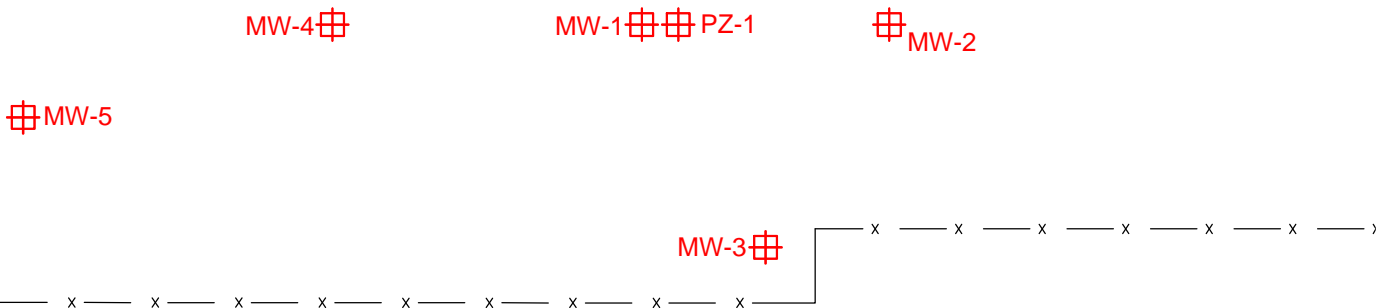 MW-4
MW-1
PZ-1
MW-2
MW-5
MW-3
x x x x x x x
x x x x x x x x x